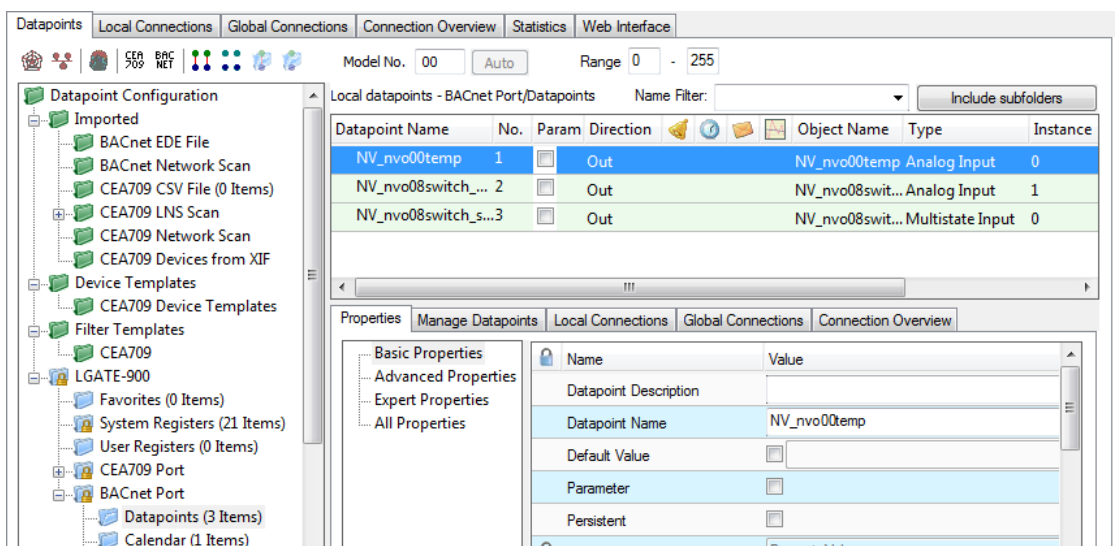 Datapoints Local Connections Global Connections Connection Overview Statistics Web Interface
CEA 709 BAC NET Model No. 00 Auto Range 0 - 255
Datapoint Configuration
Imported
BACnet EDE File
BACnet Network Scan
CEA709 CSV File (0 Items)
CEA709 LNS Scan
CEA709 Network Scan
CEA709 Devices from XIF
Device Templates
CEA709 Device Templates
Filter Templates
CEA709
LGATE-900
Favorites (0 Items)
System Registers (21 Items)
User Registers (0 Items)
CEA709 Port
BACnet Port
Datapoints (3 Items)
Calendar (1 Items)
Local datapoints - BACnet Port/Datapoints Name Filter: Include subfolders
Datapoint Name No. Param Direction Object Name Type Instance
NV_nvo00temp 1 Out NV_nvo00temp Analog Input 0
NV_nvo08switch_... 2 Out NV_nvo08swit... Analog Input 1
NV_nvo08switch_s...3 Out NV_nvo08swit... Multistate Input 0
Properties Manage Datapoints Local Connections Global Connections Connection Overview
Basic Properties
Advanced Properties
Expert Properties
All Properties
Name Value
Datapoint Description
Datapoint Name NV_nvo00temp
Default Value
Parameter
Persistent